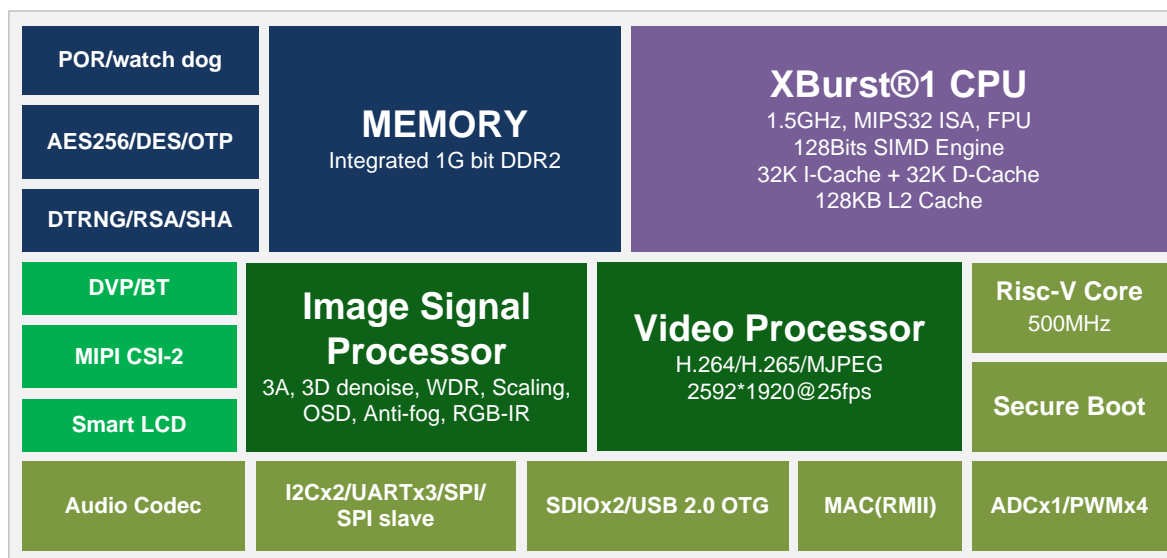 POR/watch dog
AES256/DES/OTP
DTRNG/RSA/SHA
MEMORY
Integrated 1G bit DDR2
XBurst®1 CPU
1.5GHz, MIPS32 ISA, FPU
128Bits SIMD Engine
32K I-Cache + 32K D-Cache
128KB L2 Cache
DVP/BT
MIPI CSI-2
Smart LCD
Image Signal
Processor
3A, 3D denoise, WDR, Scaling,
OSD, Anti-fog, RGB-IR
Video Processor
H.264/H.265/MJPEG
2592*1920@25fps
Risc-V Core
500MHz
Secure Boot
Audio Codec
I2Cx2/UARTx3/SPI/
SPI slave
SDIOx2/USB 2.0 OTG
MAC(RMII)
ADCx1/PWMx4